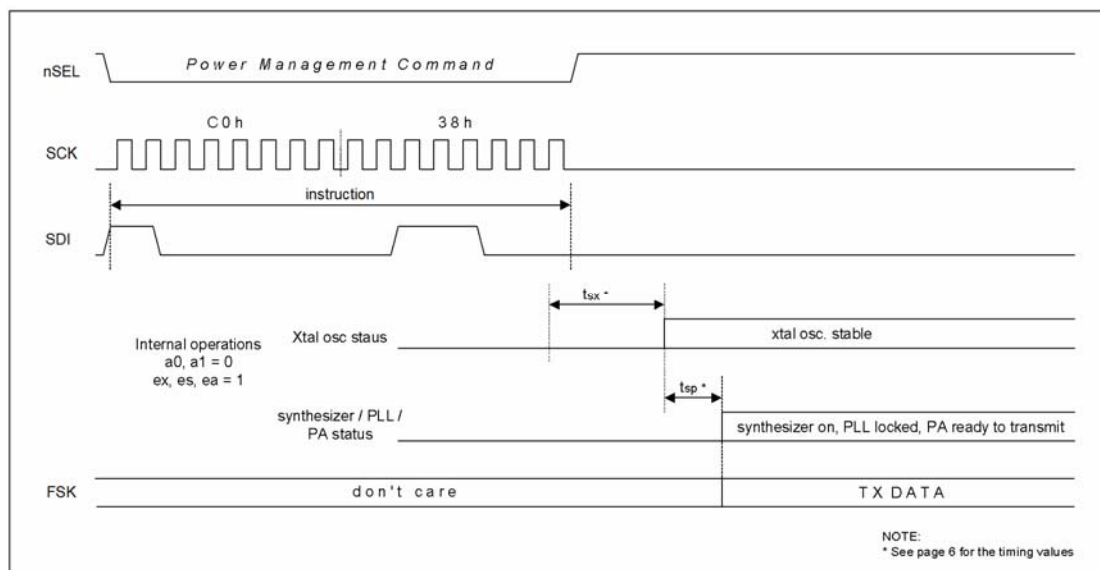 nSEL
Power Management Command
C0h
38h
SCK
instruction
SDI
tsx *
Xtal osc staus
xtal osc. stable
Internal operations
a0, a1 = 0
ex, es, ea = 1
tsp *
synthesizer / PLL /
PA status
synthesizer on, PLL locked, PA ready to transmit
FSK
don't care
TX DATA
NOTE:
* See page 6 for the timing values